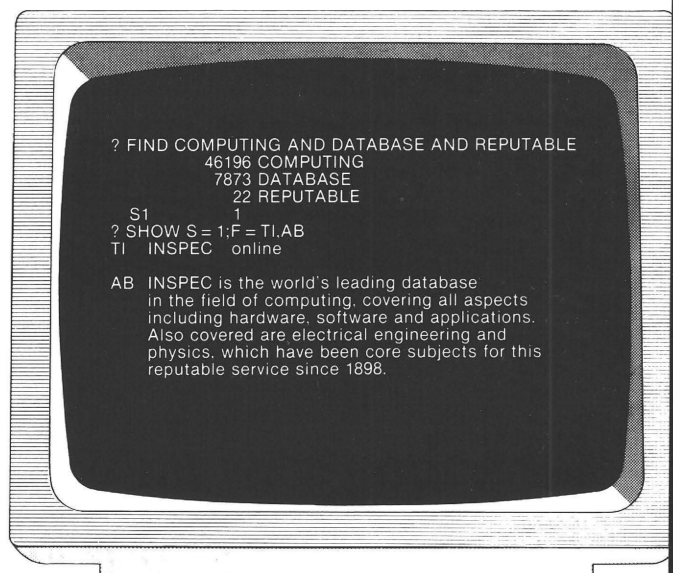 ? FIND COMPUTING AND DATABASE AND REPUTABLE
46196 COMPUTING
7873 DATABASE
22 REPUTABLE
S1 1
? SHOW S = 1;F = TI,AB
TI INSPEC online
AB INSPEC is the world's leading database
in the field of computing, covering all aspects
including hardware, software and applications.
Also covered are electrical engineering and
physics, which have been core subjects for this
reputable service since 1898.